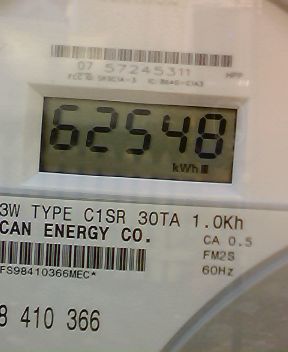 07 57245311
HPP
62548
kWh
3W TYPE C1SR 30TA 1.0Kh
CAN ENERGY CO.
CA 0.5
FM2S
60Hz
FS98410366MEC*
8 410 366